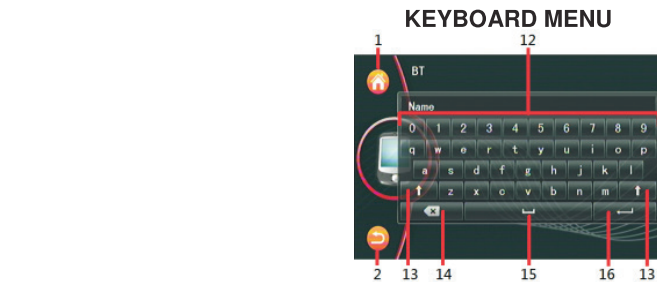 KEYBOARD MENU
1 12
BT
Name
0 1 2 3 4 5 6 7 8 9
q w e r t y u i o p
a s d f g h j k l
z x c v b n m
2 13 14 15 16 13